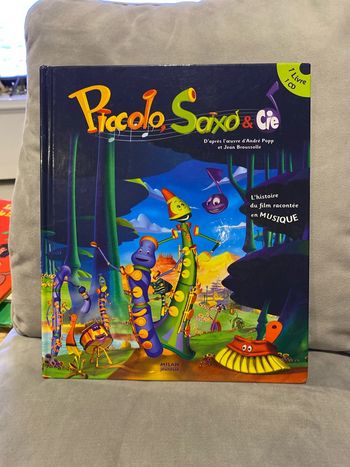 1 Livre
1 CD
Piccolo, Saxo & Cie
D'après l'œuvre d'André Popp
et Jean Broussolle
L'histoire
du film racontée
en MUSIQUE
MILAN
jeunesse